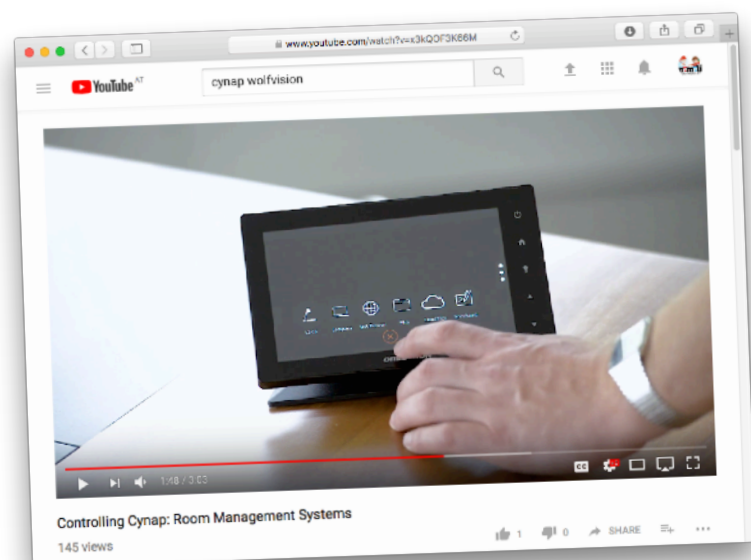 www.youtube.com/watch?v=x3kQOF3K66M
YouTube AT
cynap wolfvision
1:48 / 3:03
CC
HD
Controlling Cynap: Room Management Systems
145 views
1
0
SHARE